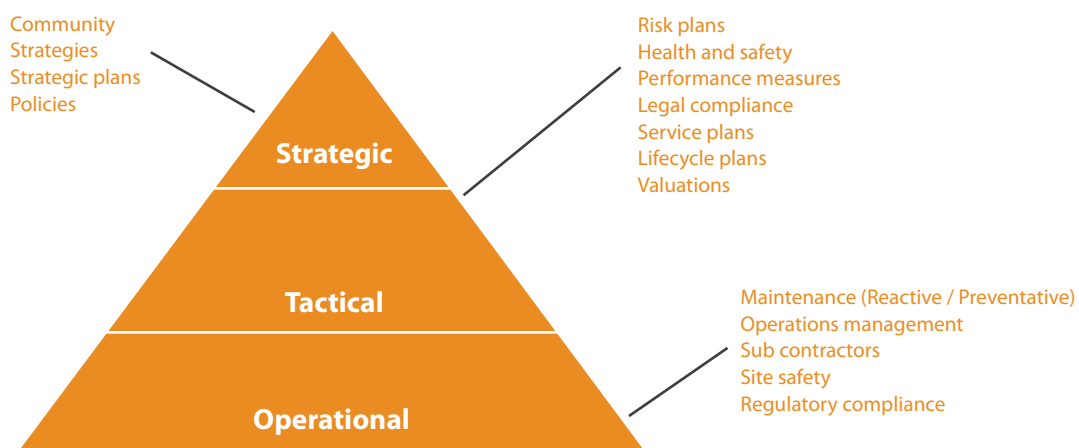 Community
Strategies
Strategic plans
Policies
Risk plans
Health and safety
Performance measures
Legal compliance
Service plans
Lifecycle plans
Valuations
Strategic
Tactical
Maintenance (Reactive / Preventative)
Operations management
Sub contractors
Site safety
Regulatory compliance
Operational